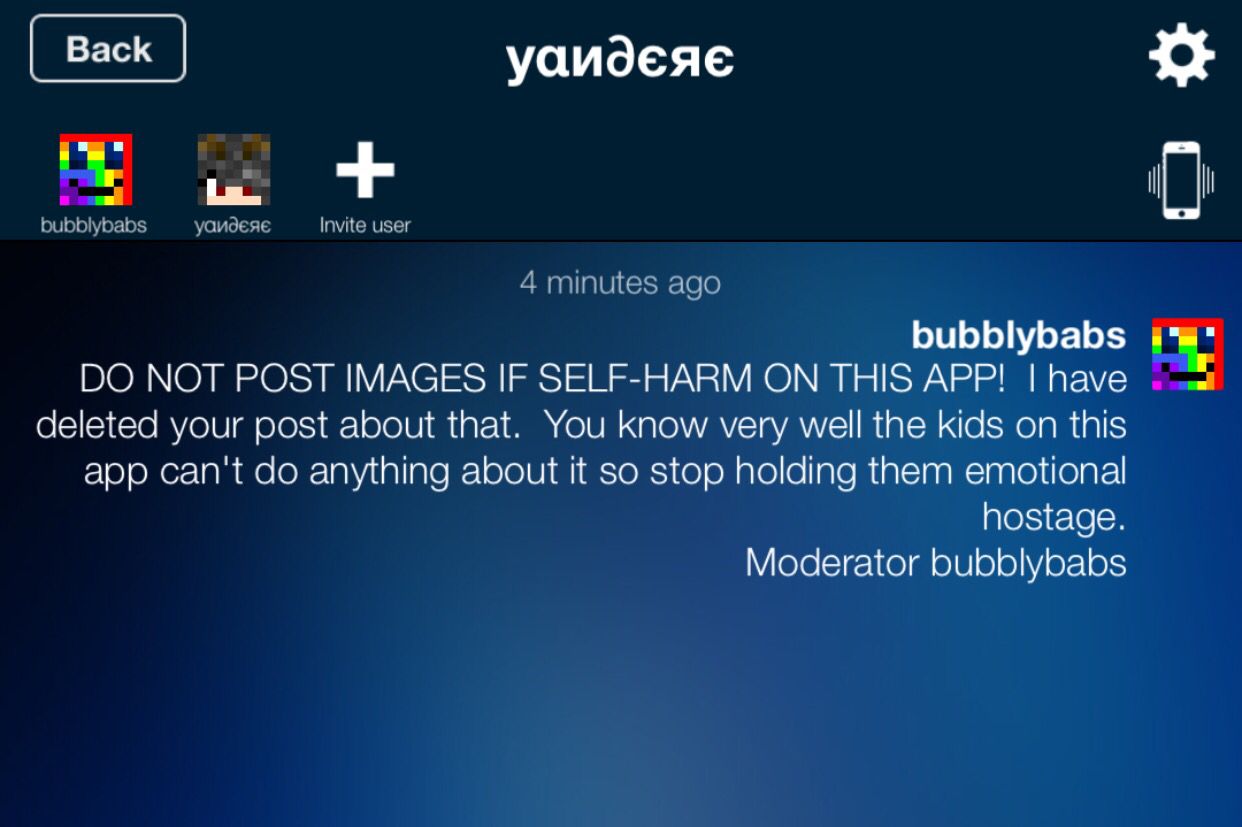 Back
yαи∂єяє
bubblybabs
yαи∂єяє
Invite user
4 minutes ago
bubblybabs
DO NOT POST IMAGES IF SELF-HARM ON THIS APP!  I have
deleted your post about that.  You know very well the kids on this
app can't do anything about it so stop holding them emotional
hostage.
Moderator bubblybabs